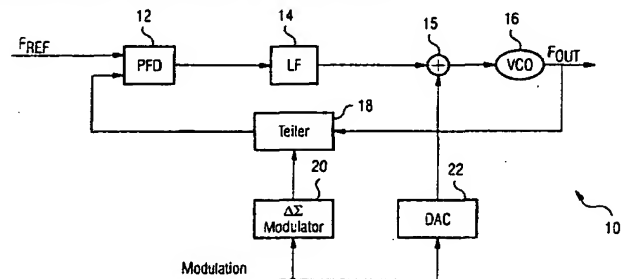 12
14
15
16
FREF
PFD
LF
+
VCO
FOUT
18
Teiler
20
22
ΔΣ
Modulator
DAC
10
Modulation